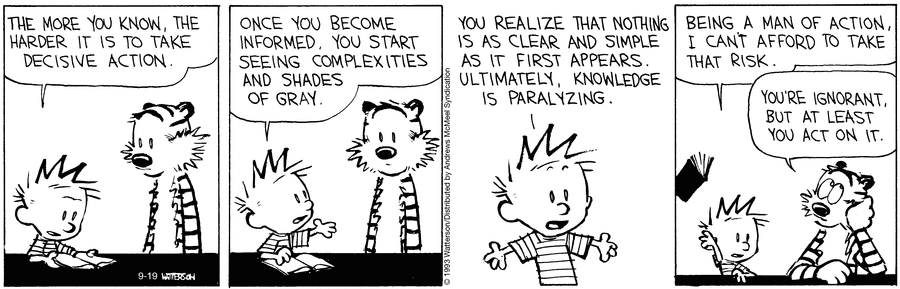 THE MORE YOU KNOW, THE
HARDER IT IS TO TAKE
DECISIVE ACTION.
9-19 WATTERSON
ONCE YOU BECOME
INFORMED, YOU START
SEEING COMPLEXITIES
AND SHADES
OF GRAY.
© 1993 Watterson/Distributed by Andrews McMeel Syndication
YOU REALIZE THAT NOTHING
IS AS CLEAR AND SIMPLE
AS IT FIRST APPEARS.
ULTIMATELY, KNOWLEDGE
IS PARALYZING.
BEING A MAN OF ACTION,
I CAN'T AFFORD TO TAKE
THAT RISK.
YOU'RE IGNORANT,
BUT AT LEAST
YOU ACT ON IT.